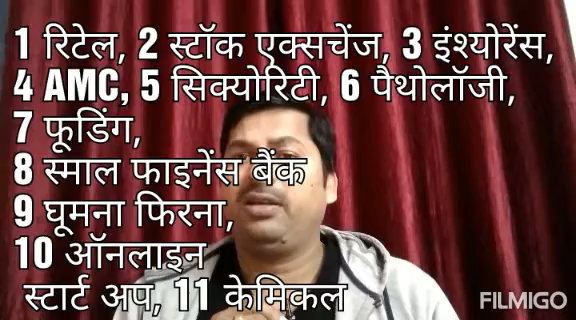 1 रिटेल, 2 स्टॉक एक्सचेंज, 3 इंश्योरेंस,
4 AMC, 5 सिक्योरिटी, 6 पैथोलॉजी,
7 फूडिंग,
8 स्माल फाइनेंस बैंक
9 घूमना फिरना,
10 ऑनलाइन
स्टार्ट अप, 11 केमिकल
FILMIGO